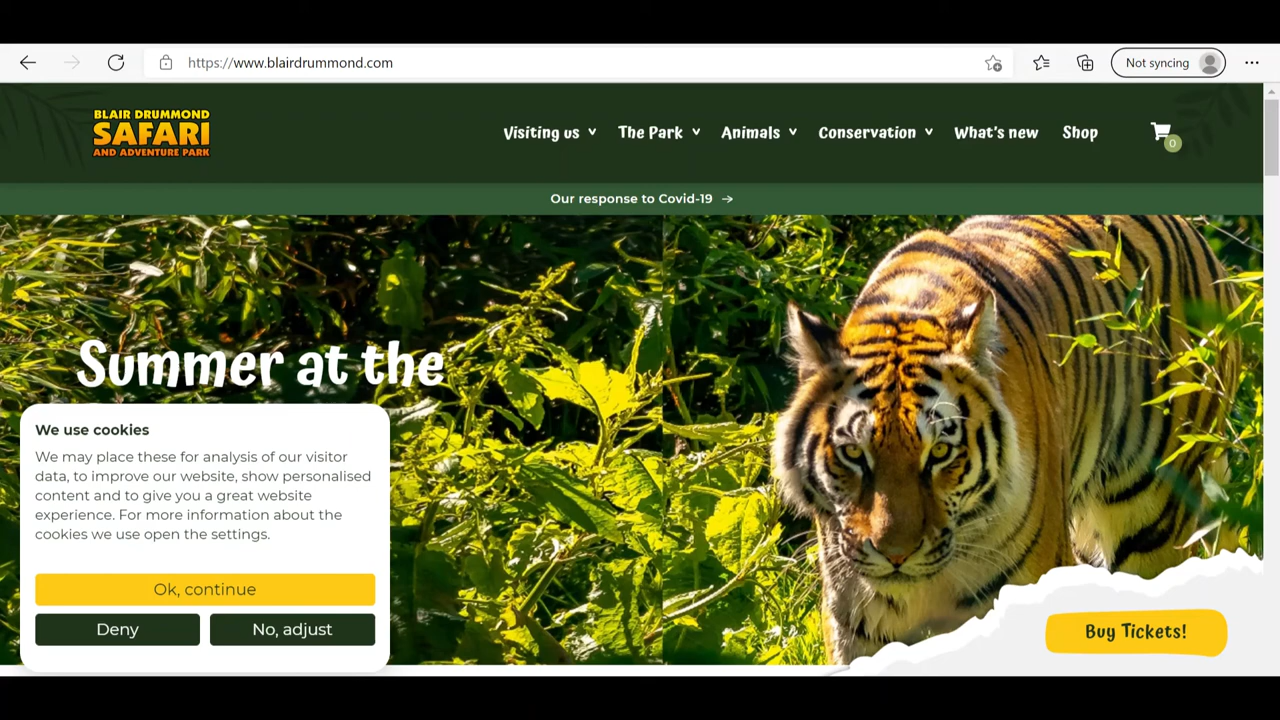 https://www.blairdrummond.com
Not syncing
BLAIR DRUMMOND
SAFARI
AND ADVENTURE PARK
Visiting us
The Park
Animals
Conservation
What's new
Shop
0
Our response to Covid-19 →
Summer at the
We use cookies
We may place these for analysis of our visitor
data, to improve our website, show personalised
content and to give you a great website
experience. For more information about the
cookies we use open the settings.
Ok, continue
Deny
No, adjust
Buy Tickets!